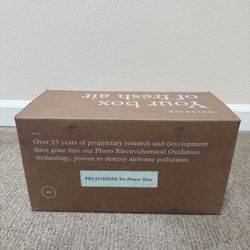 MOLEKULE
Your box
of fresh air
Over 25 years of proprietary research and development
have gone into our Photo Electrochemical Oxidation
technology, proven to destroy airborne pollutants.
PECO+HEPA Tri-Power filter